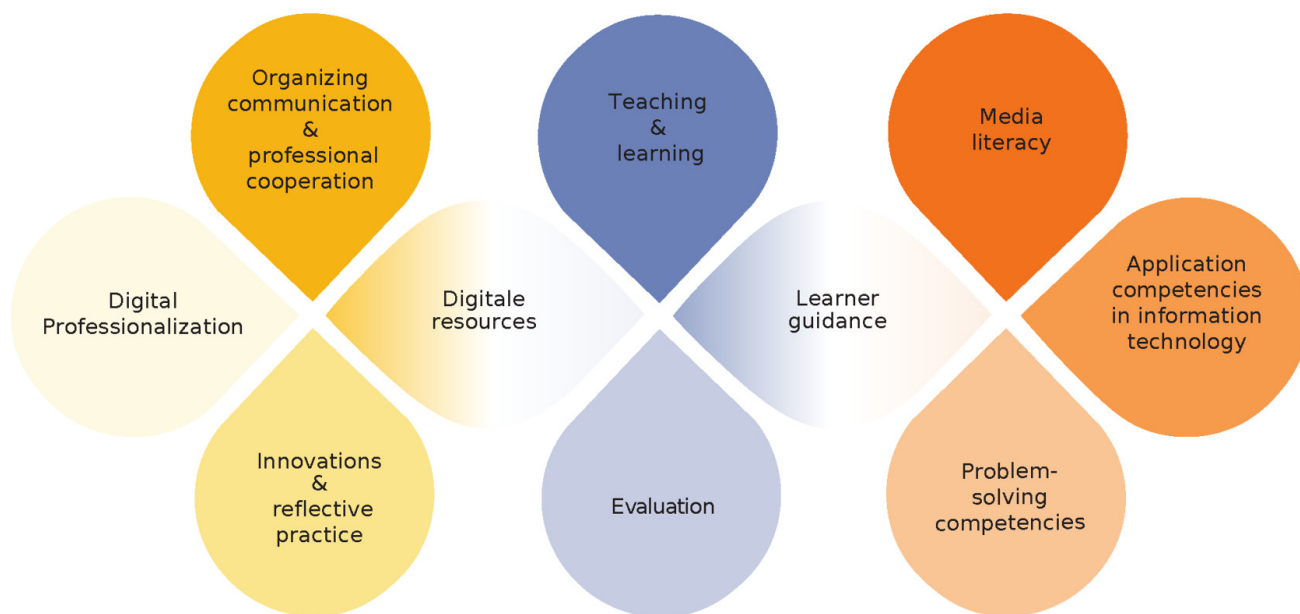 Organizing
communication
&
professional
cooperation
Teaching
&
learning
Media
literacy
Digital
Professionalization
Digitale
resources
Learner
guidance
Application
competencies
in information
technology
Innovations
&
reflective
practice
Evaluation
Problem-
solving
competencies